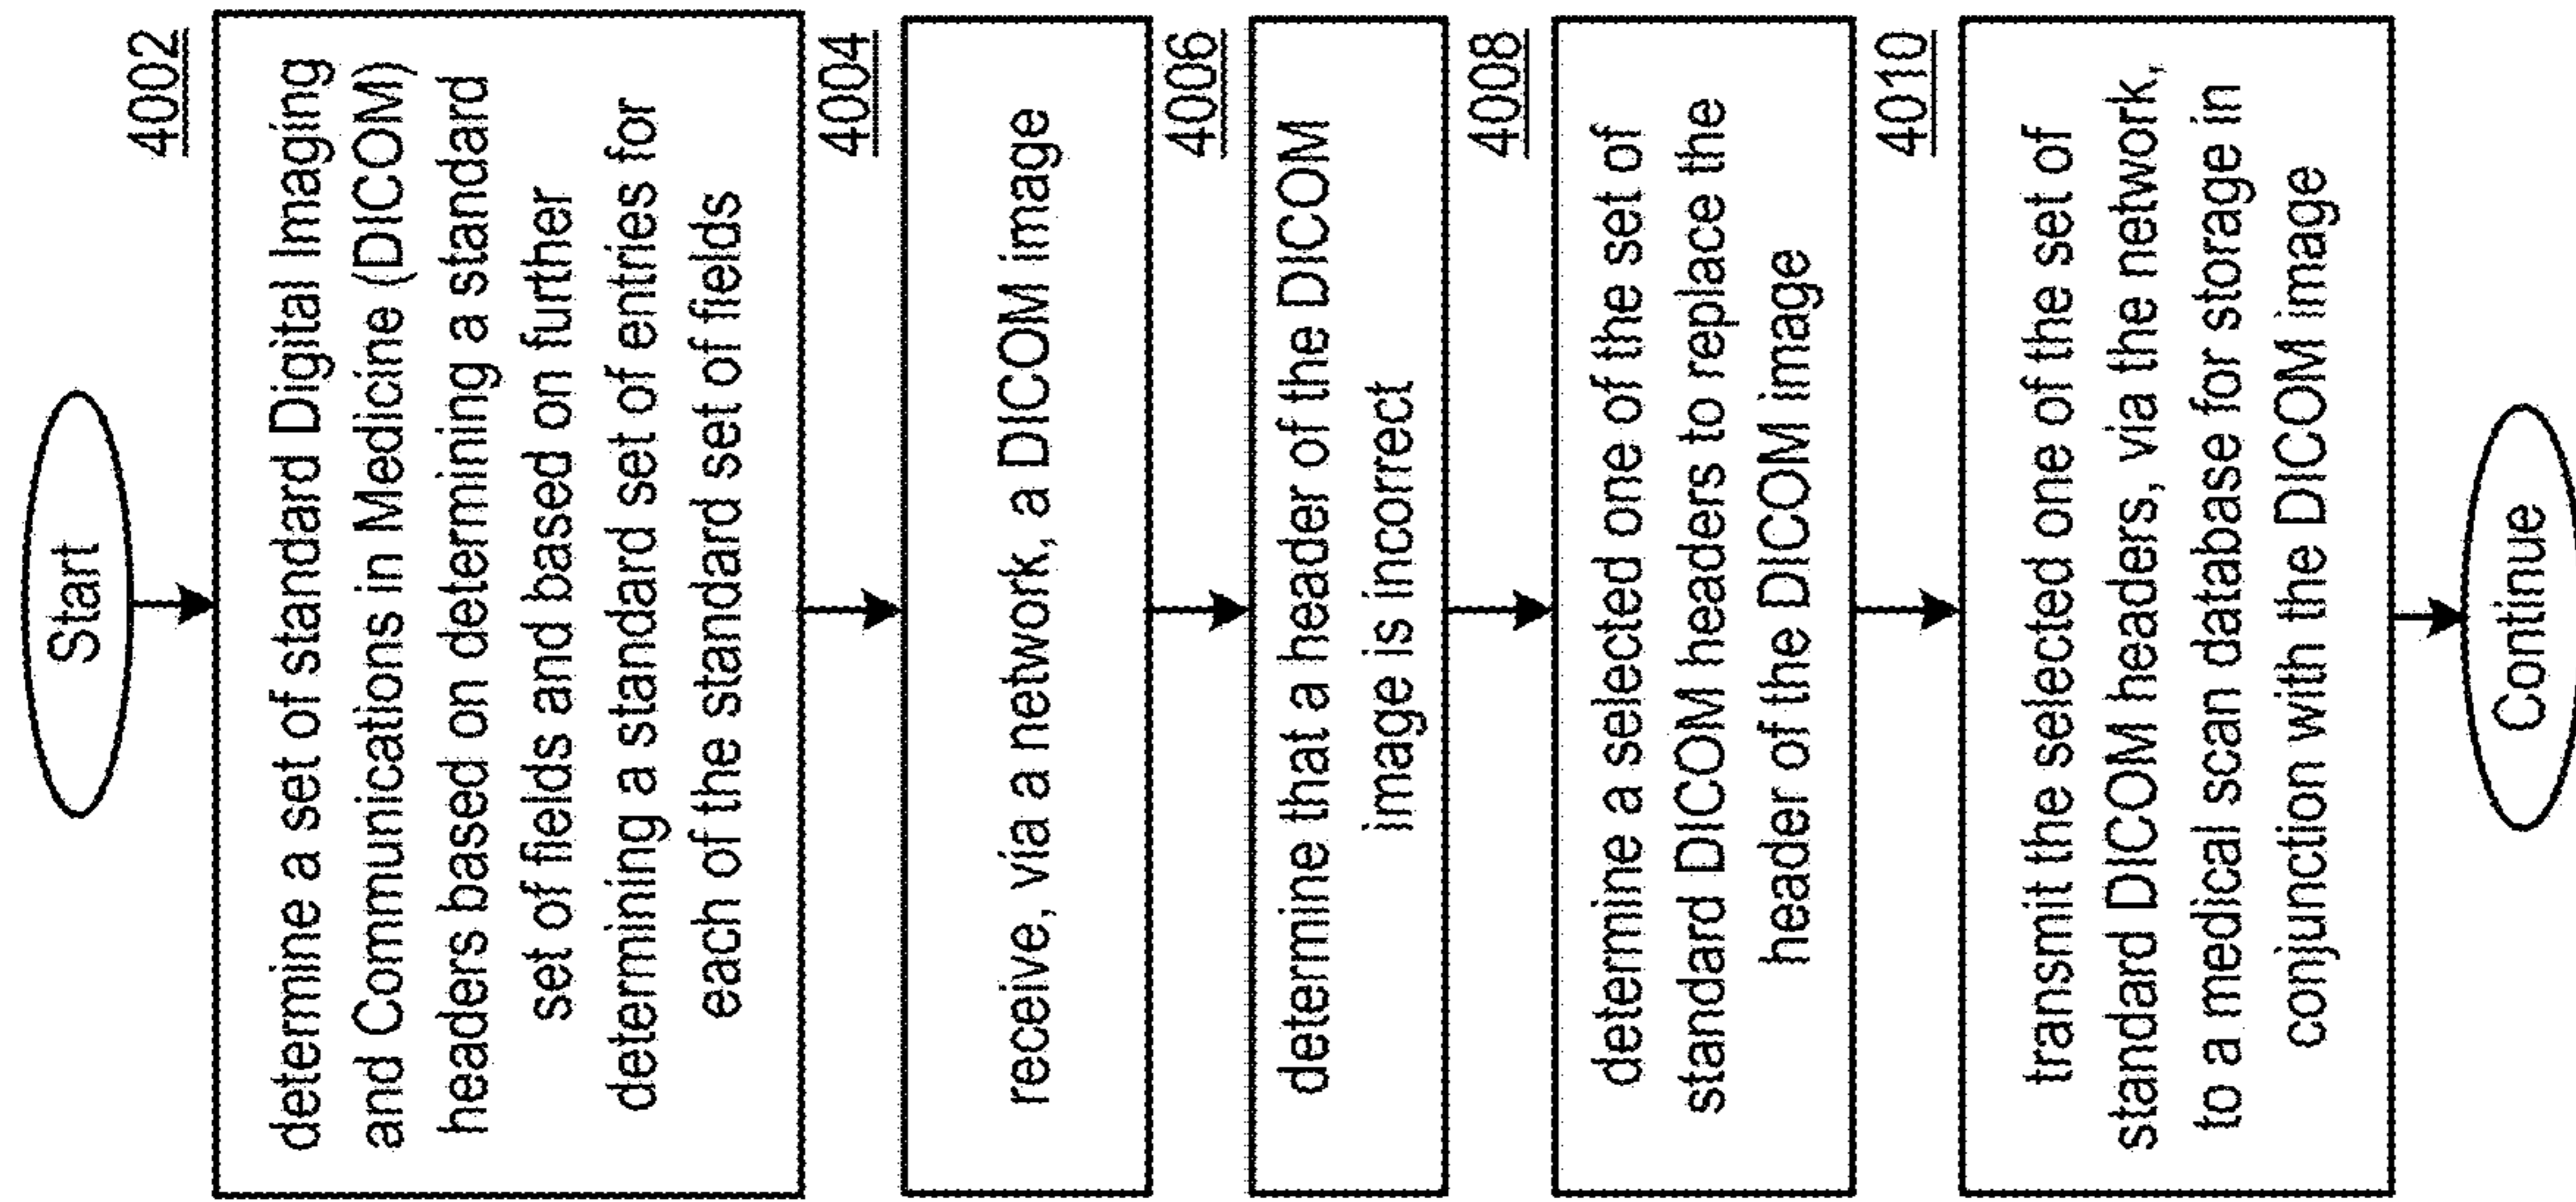 Start
4002
determine a set of standard Digital Imaging
and Communications in Medicine (DICOM)
headers based on determining a standard
set of fields and based on further
determining a standard set of entries for
each of the standard set of fields
4004
receive, via a network, a DICOM image
4006
determine that a header of the DICOM
image is incorrect
4008
determine a selected one of the set of
standard DICOM headers to replace the
header of the DICOM image
4010
transmit the selected one of the set of
standard DICOM headers, via the network,
to a medical scan database for storage in
conjunction with the DICOM image
Continue